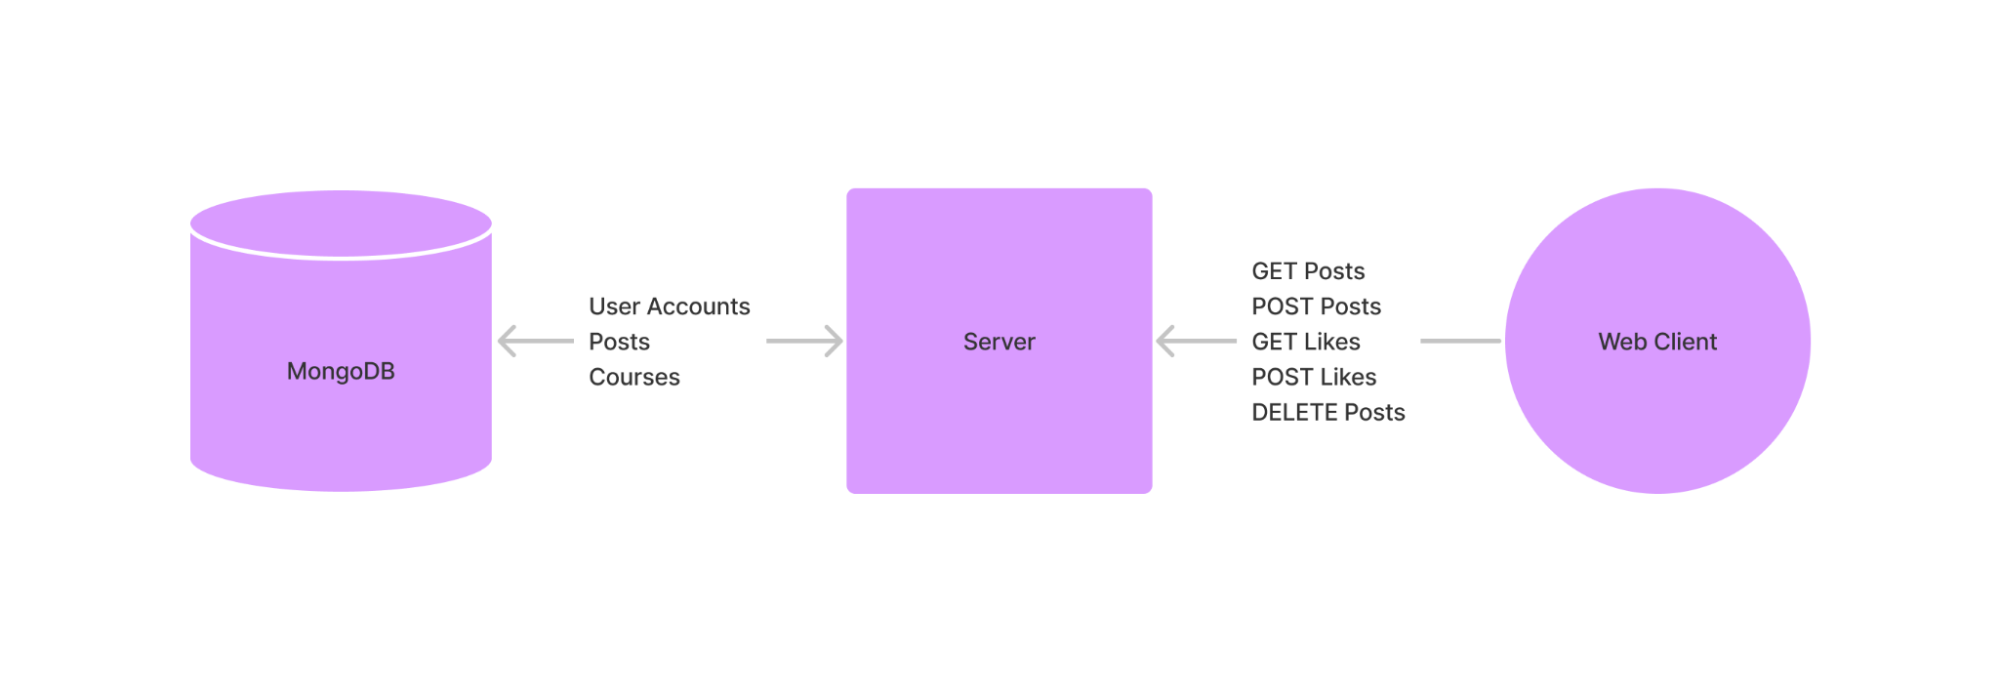 MongoDB
User Accounts
Posts
Courses
Server
GET Posts
POST Posts
GET Likes
POST Likes
DELETE Posts
Web Client